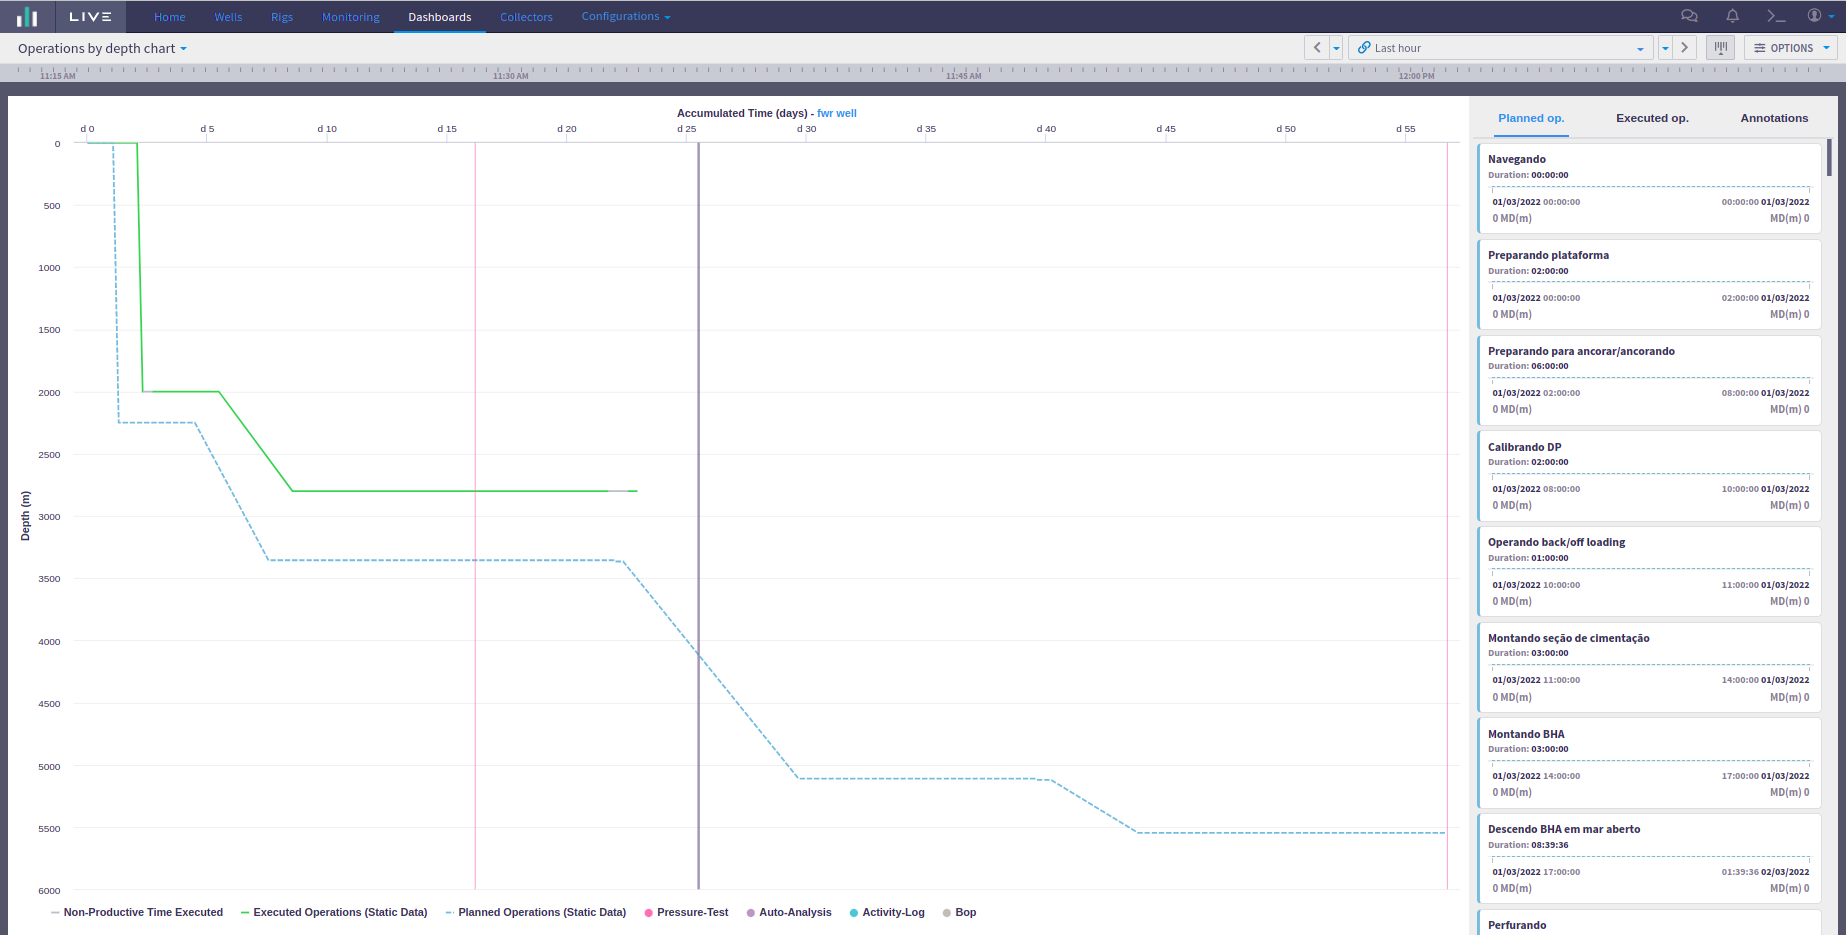 LIVE Home Wells Rigs Monitoring Dashboards Collectors Configurations
Operations by depth chart Last hour OPTIONS
11:15 AM 11:30 AM 11:45 AM 12:00 PM
Accumulated Time (days) - fwr well
d 0 d 5 d 10 d 15 d 20 d 25 d 30 d 35 d 40 d 45 d 50 d 55
0
500
1000
1500
2000
2500
3000
3500
4000
4500
5000
5500
6000
Depth (m)
Non-Productive Time Executed Executed Operations (Static Data) Planned Operations (Static Data) Pressure-Test Auto-Analysis Activity-Log Bop
Planned op. Executed op. Annotations
Navegando
Duration: 00:00:00
01/03/2022 00:00:00 00:00:00 01/03/2022
0 MD(m) MD(m) 0
Preparando plataforma
Duration: 02:00:00
01/03/2022 00:00:00 02:00:00 01/03/2022
0 MD(m) MD(m) 0
Preparando para ancorar/ancorando
Duration: 06:00:00
01/03/2022 02:00:00 08:00:00 01/03/2022
0 MD(m) MD(m) 0
Calibrando DP
Duration: 02:00:00
01/03/2022 08:00:00 10:00:00 01/03/2022
0 MD(m) MD(m) 0
Operando back/off loading
Duration: 01:00:00
01/03/2022 10:00:00 11:00:00 01/03/2022
0 MD(m) MD(m) 0
Montando seção de cimentação
Duration: 03:00:00
01/03/2022 11:00:00 14:00:00 01/03/2022
0 MD(m) MD(m) 0
Montando BHA
Duration: 03:00:00
01/03/2022 14:00:00 17:00:00 01/03/2022
0 MD(m) MD(m) 0
Descendo BHA em mar aberto
Duration: 08:39:36
01/03/2022 17:00:00 01:39:36 02/03/2022
0 MD(m) MD(m) 0
Perfurando